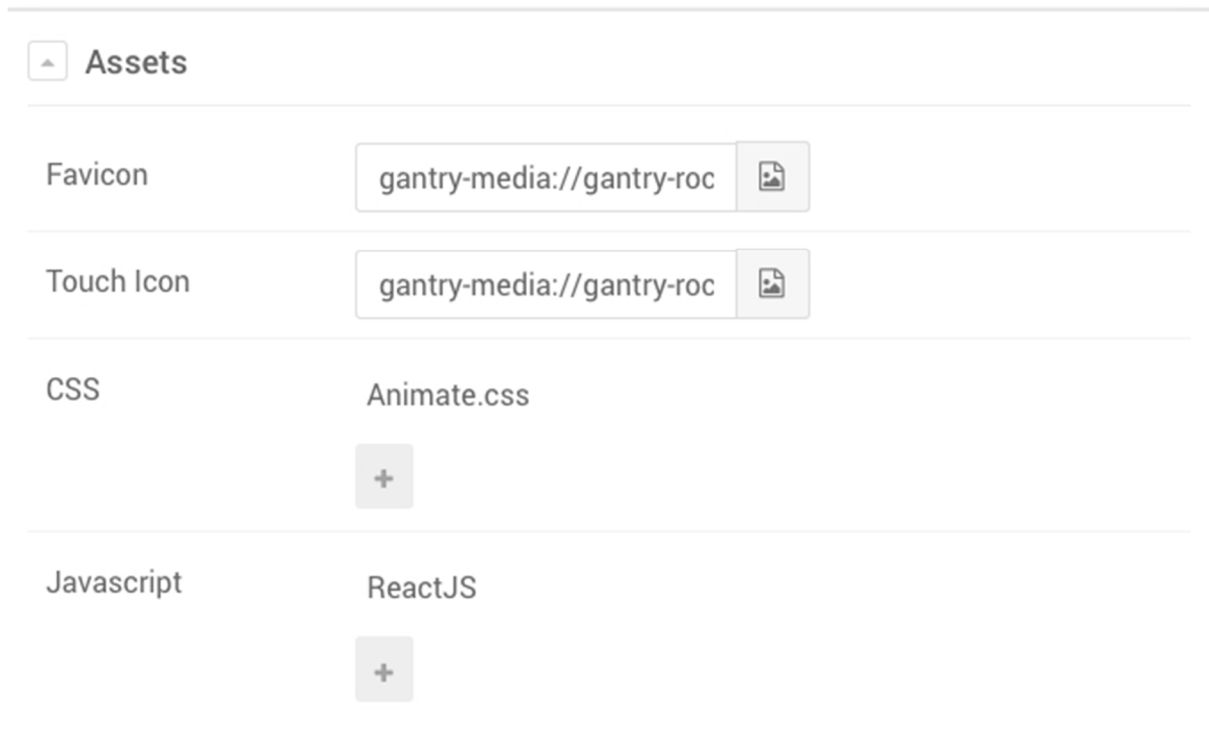 Assets
Favicon
gantry-media://gantry-roc
Touch Icon
gantry-media://gantry-roc
CSS
Animate.css
+
Javascript
ReactJS
+